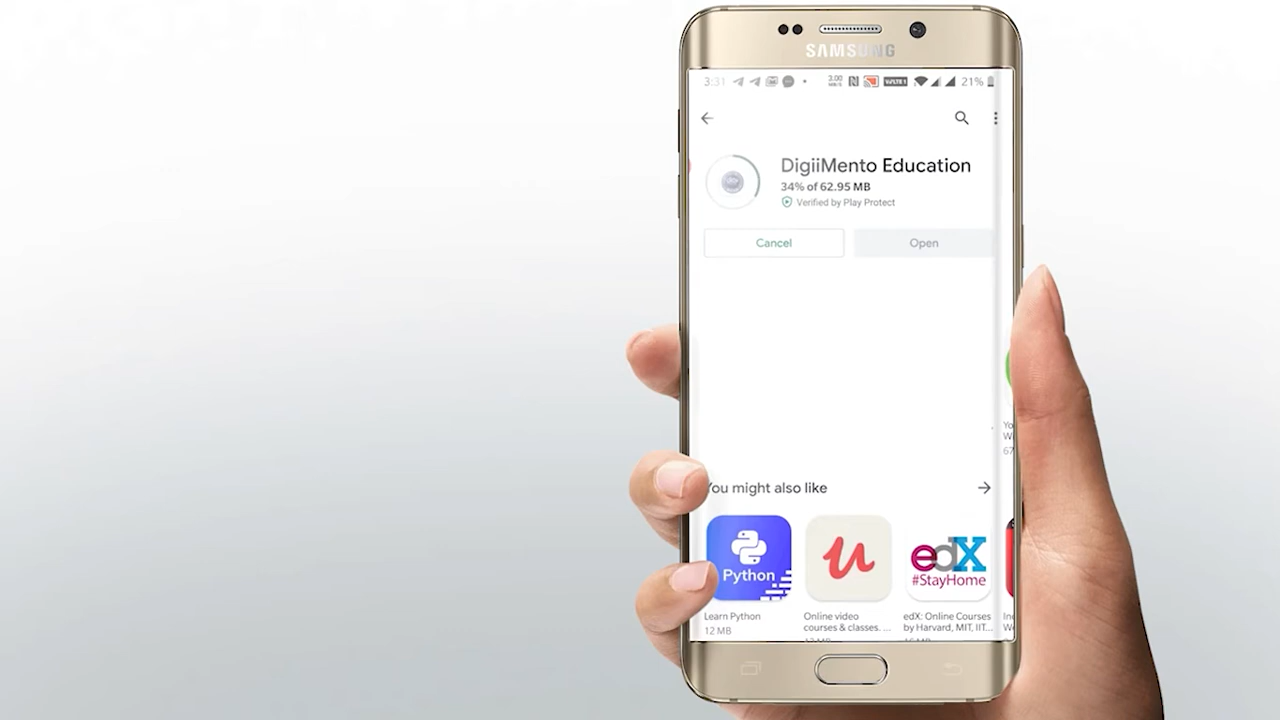 SAMSUNG
3:31
3.00
VoLTE 1
21%
DigiiMento Education
34% of 62.95 MB
Verified by Play Protect
Cancel
Open
You might also like
Python
edX
#StayHome
Learn Python
12 MB
Online video
courses & classes. ...
edX: Online Courses
by Harvard, MIT, IIT...